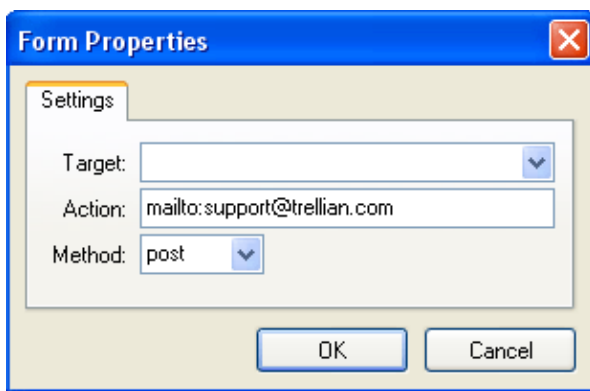 Form Properties
Settings
Target:
Action: mailto:support@trellian.com
Method: post
OK Cancel